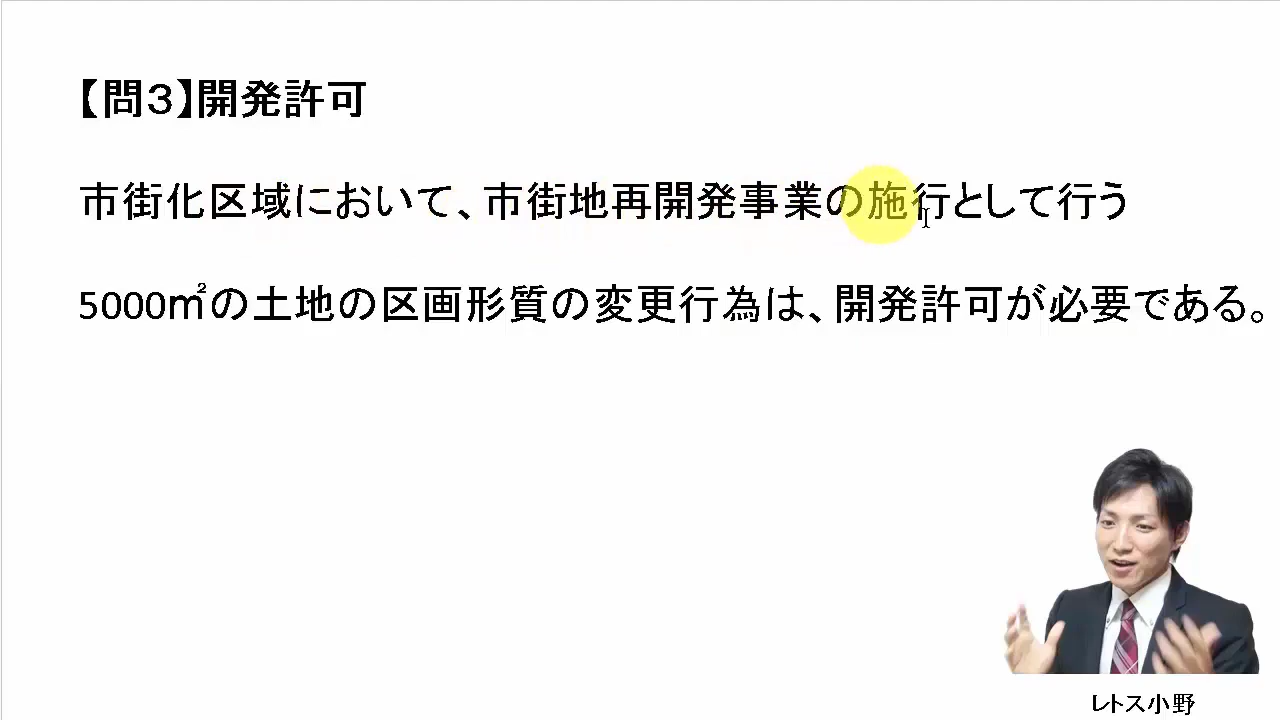 【問３】開発許可
市街化区域において、市街地再開発事業の施行として行う
5000㎡の土地の区画形質の変更行為は、開発許可が必要である。
レトス小野